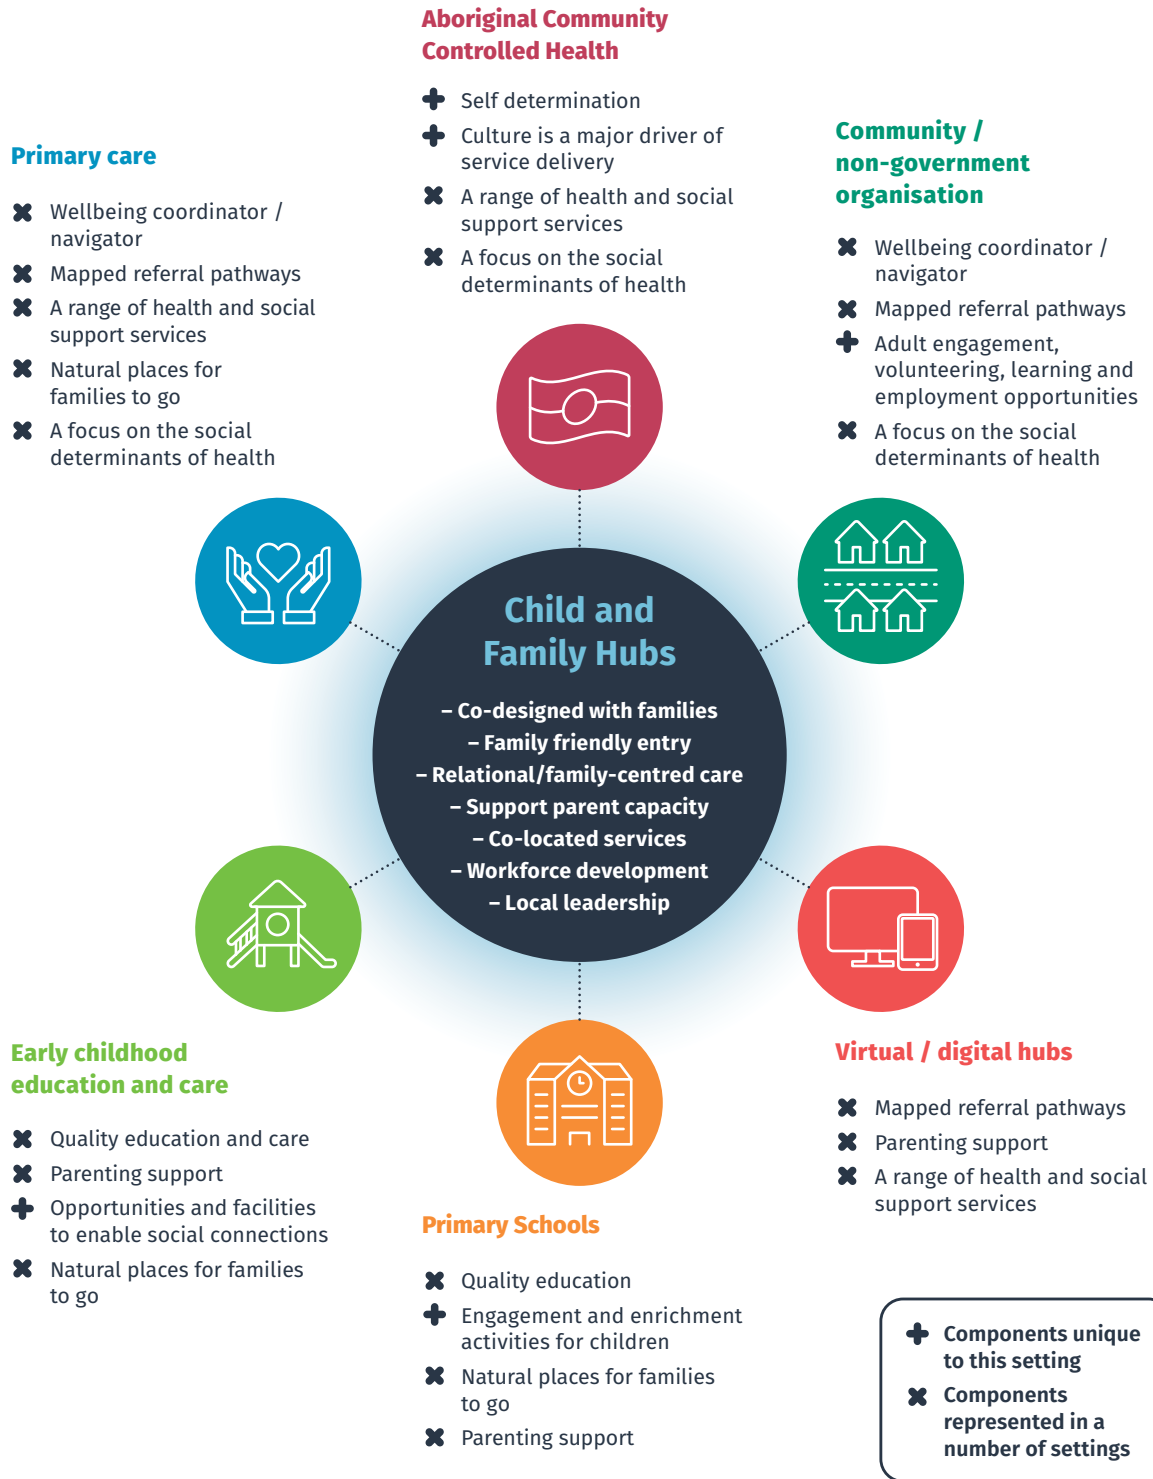 Aboriginal Community
Controlled Health
Self determination
Culture is a major driver of
service delivery
A range of health and social
support services
A focus on the social
determinants of health
Primary care
Wellbeing coordinator /
navigator
Mapped referral pathways
A range of health and social
support services
Natural places for
families to go
A focus on the social
determinants of health
Community /
non-government
organisation
Wellbeing coordinator /
navigator
Mapped referral pathways
Adult engagement,
volunteering, learning and
employment opportunities
A focus on the social
determinants of health
Child and
Family Hubs
– Co-designed with families
– Family friendly entry
– Relational/family-centred care
– Support parent capacity
– Co-located services
– Workforce development
– Local leadership
Early childhood
education and care
Quality education and care
Parenting support
Opportunities and facilities
to enable social connections
Natural places for families
to go
Primary Schools
Quality education
Engagement and enrichment
activities for children
Natural places for families
to go
Parenting support
Virtual / digital hubs
Mapped referral pathways
Parenting support
A range of health and social
support services
Components unique
to this setting
Components
represented in a
number of settings